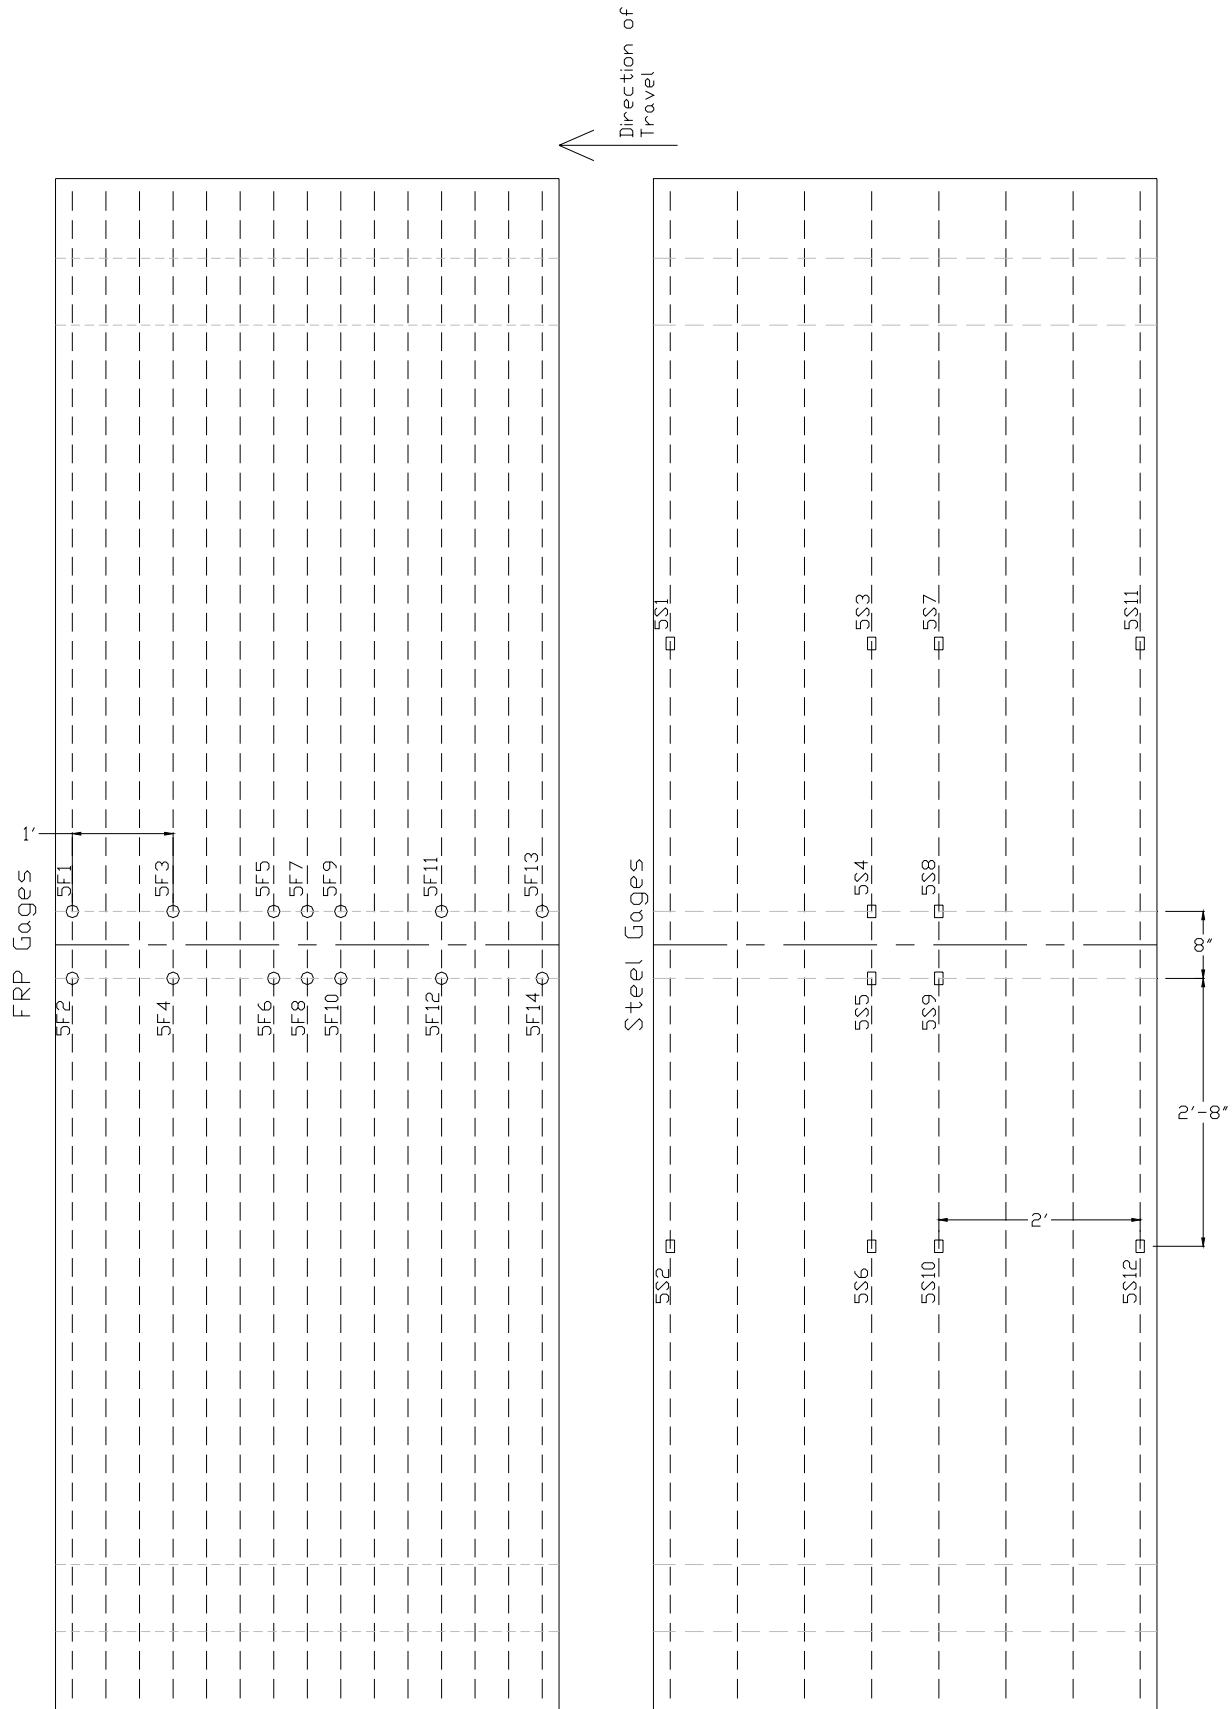 Direction of
Travel
FRP Gages
1'
5F1
5F3
5F5
5F7
5F9
5F11
5F13
5F2
5F4
5F6
5F8
5F10
5F12
5F14
Steel Gages
5S1
5S3
5S7
5S11
5S4
5S8
5S5
5S9
5S2
5S6
5S10
5S12
8"
2'-8"
2'